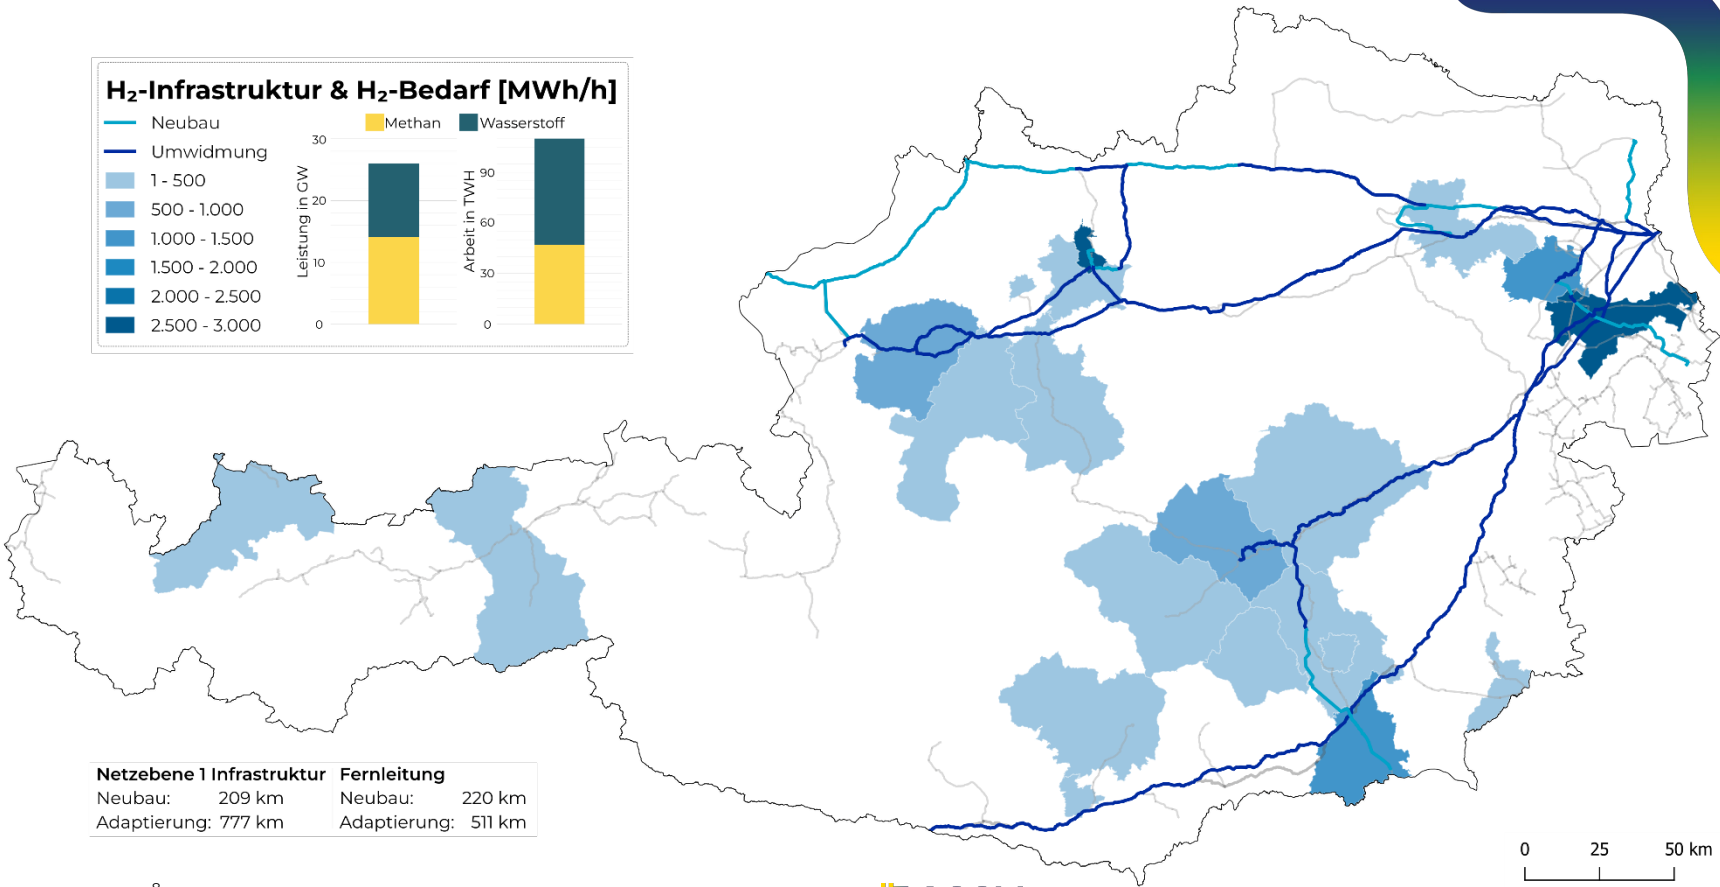 H₂-Infrastruktur & H₂-Bedarf [MWh/h]
Neubau
Umwidmung
1 - 500
500 - 1.000
1.000 - 1.500
1.500 - 2.000
2.000 - 2.500
2.500 - 3.000
Methan Wasserstoff
Leistung in GW
30
20
10
0
Arbeit in TWH
90
60
30
0
Netzebene 1 Infrastruktur Fernleitung
Neubau: 209 km Neubau: 220 km
Adaptierung: 777 km Adaptierung: 511 km
0 25 50 km